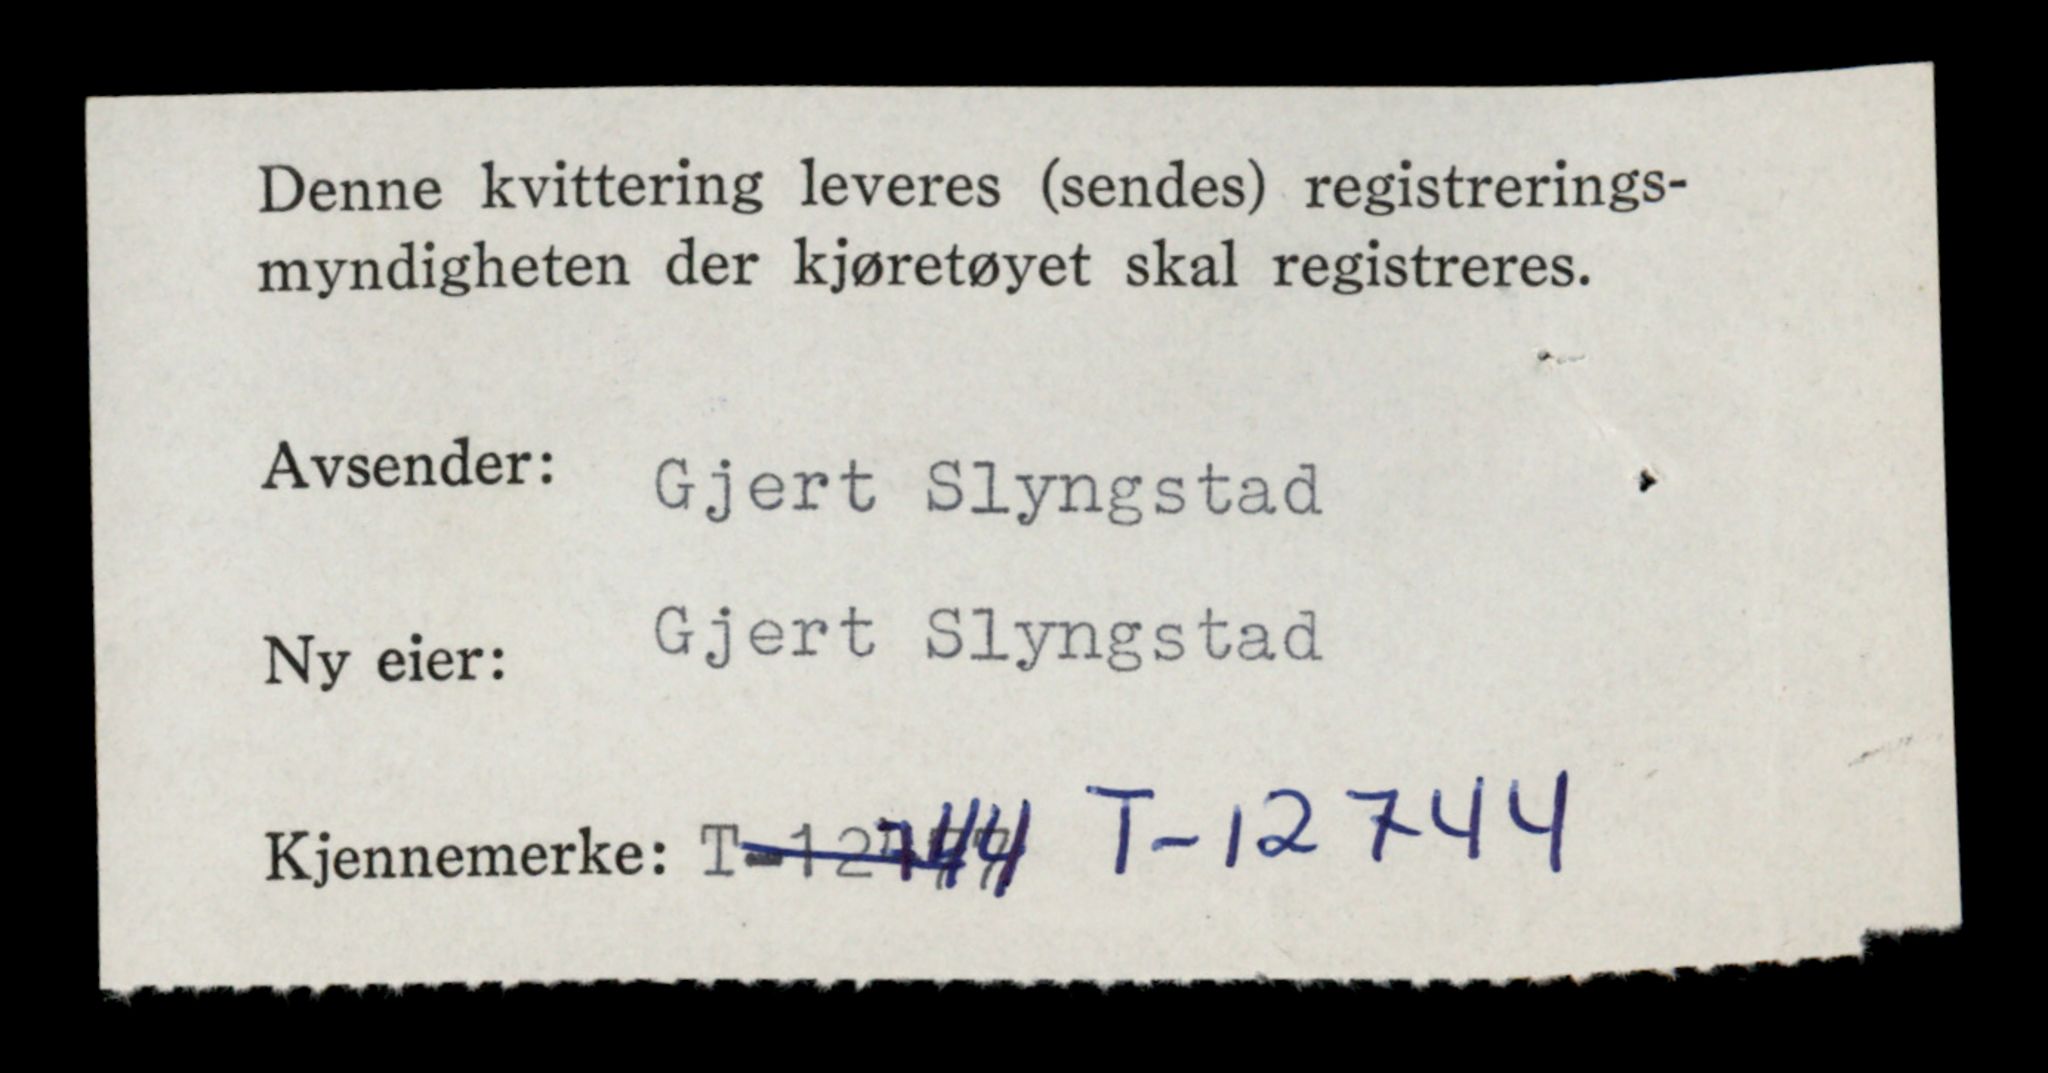 Denne kvittering leveres (sendes) registrerings-
myndigheten der kjøretøyet skal registreres.
Avsender: Gjert Slyngstad
Ny eier: Gjert Slyngstad
Kjennemerke: T-12744 T-12744